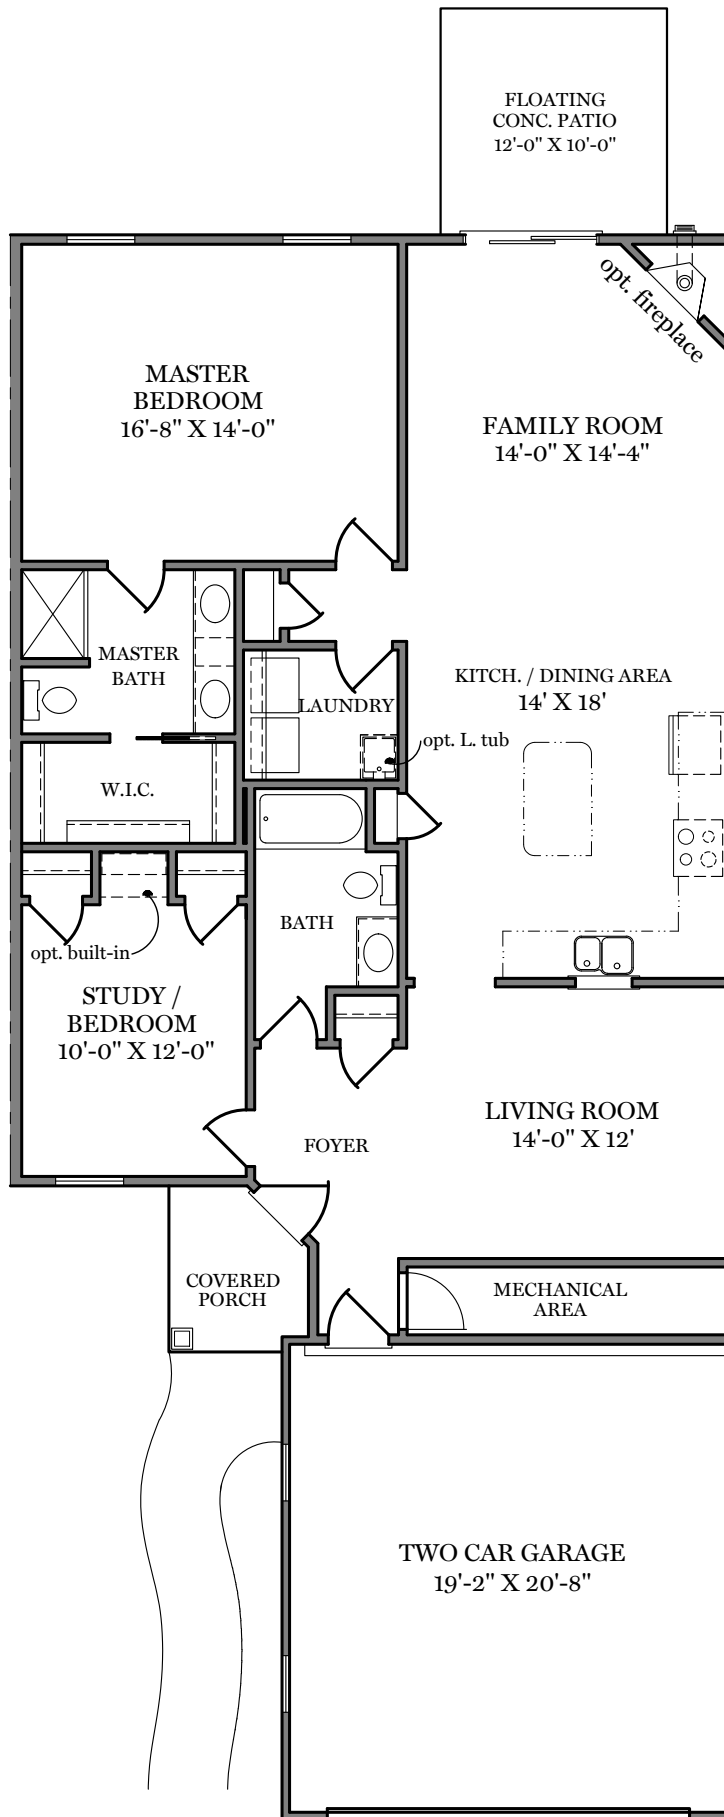 FLOATING
CONC. PATIO
12'-0" X 10'-0"
opt. fireplace
MASTER
BEDROOM
16'-8" X 14'-0"
FAMILY ROOM
14'-0" X 14'-4"
MASTER
BATH
LAUNDRY
KITCH. / DINING AREA
14' X 18'
opt. L. tub
W.I.C.
BATH
opt. built-in
STUDY /
BEDROOM
10'-0" X 12'-0"
LIVING ROOM
14'-0" X 12'
FOYER
COVERED
PORCH
MECHANICAL
AREA
TWO CAR GARAGE
19'-2" X 20'-8"